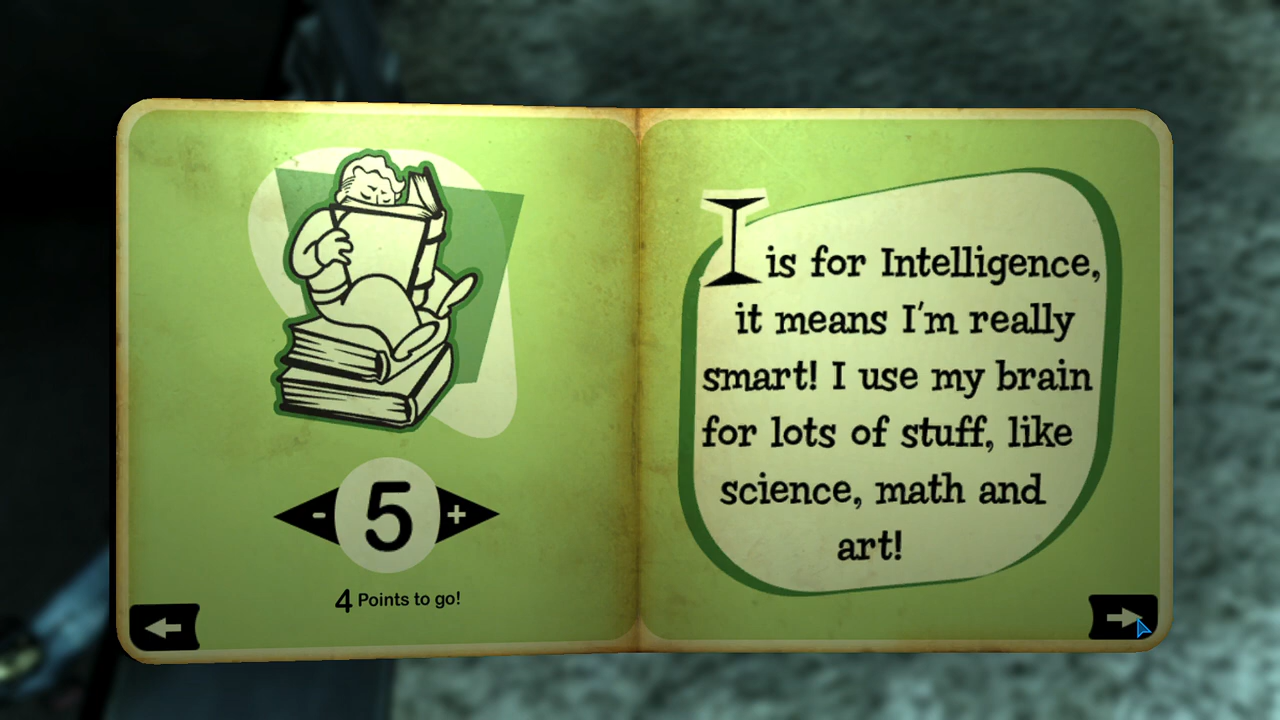 -
5
+
4 Points to go!
I is for Intelligence,
it means I'm really
smart! I use my brain
for lots of stuff, like
science, math and
art!